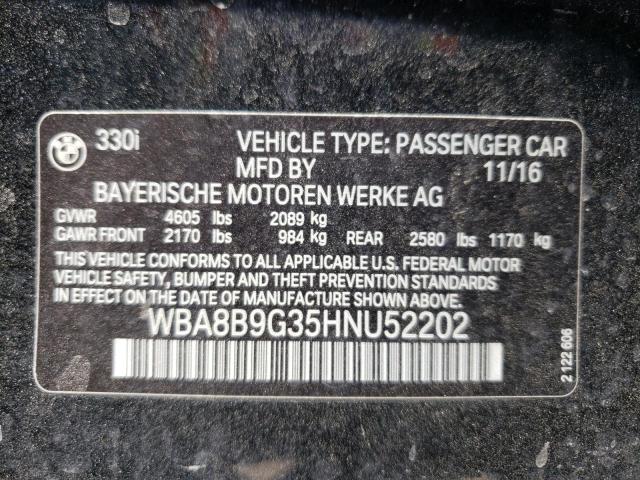 BMW
330i VEHICLE TYPE: PASSENGER CAR
MFD BY 11/16
BAYERISCHE MOTOREN WERKE AG
GVWR 4605 lbs 2089 kg
GAWR FRONT 2170 lbs 984 kg REAR 2580 lbs 1170 kg
THIS VEHICLE CONFORMS TO ALL APPLICABLE U.S. FEDERAL MOTOR
VEHICLE SAFETY, BUMPER AND THEFT PREVENTION STANDARDS
IN EFFECT ON THE DATE OF MANUFACTURE SHOWN ABOVE.
WBA8B9G35HNU52202
2 122 606